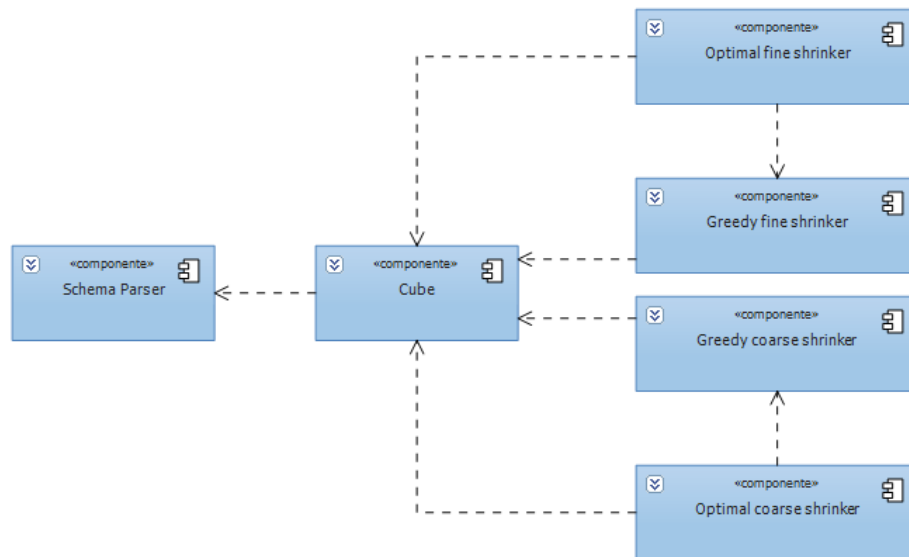 «componente»
Optimal fine shrinker
«componente»
Greedy fine shrinker
«componente»
Schema Parser
«componente»
Cube
«componente»
Greedy coarse shrinker
«componente»
Optimal coarse shrinker